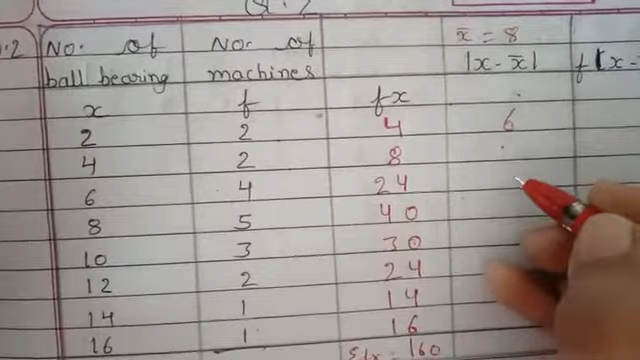 x̄ = 8
No. of No. of
ball bearing machines |x - x̄| f |x -
x f fx
2 2 4 6
4 2 8
6 4 24
8 5 40
10 3 30
12 2 24
14 1 14
16 1 16
Σfx = 160